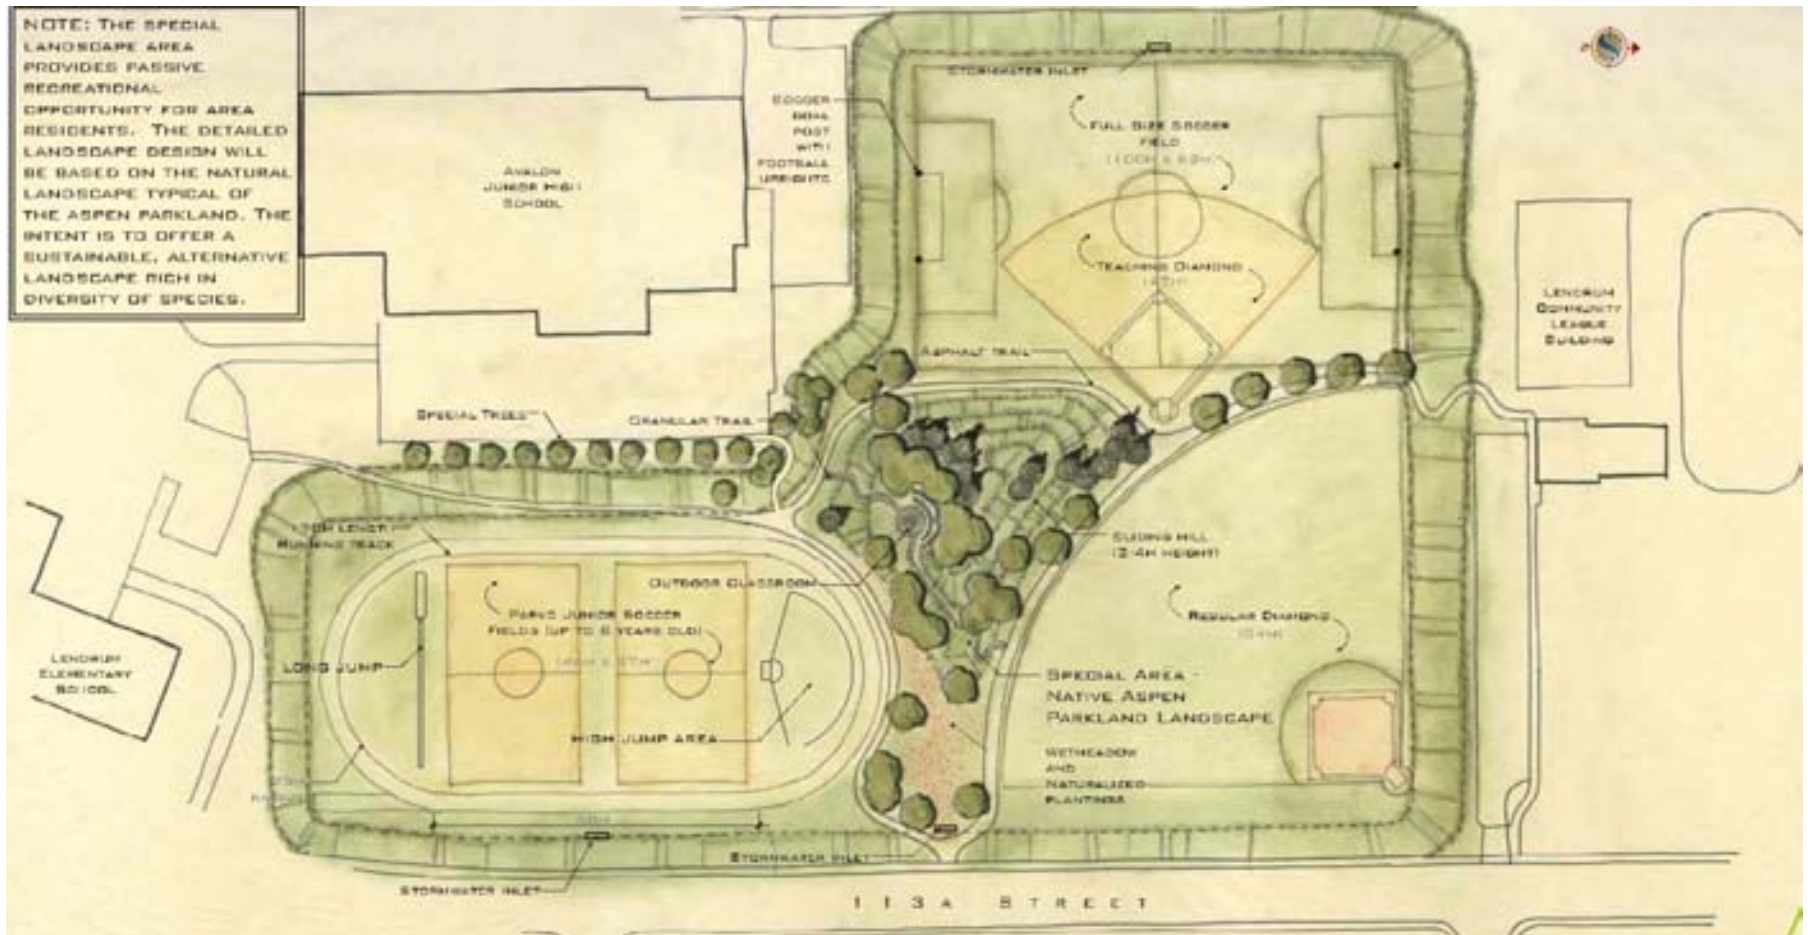 NOTE: THE SPECIAL
LANDSCAPE AREA
PROVIDES PASSIVE
RECREATIONAL
OPPORTUNITY FOR AREA
RESIDENTS. THE DETAILED
LANDSCAPE DESIGN WILL
BE BASED ON THE NATURAL
LANDSCAPE TYPICAL OF
THE ASPEN PARKLAND. THE
INTENT IS TO OFFER A
SUSTAINABLE, ALTERNATIVE
LANDSCAPE RICH IN
DIVERSITY OF SPECIES.
STORMWATER INLET
SOCCER
GOAL
POST
WITH
FOOTBALL
UPRIGHTS
FULL SIZE SOCCER
FIELD
AVALON
JUNIOR HIGH
SCHOOL
TEACHING DIAMOND
LENDRUM
COMMUNITY
LEAGUE
BUILDING
ASPHALT TRAIL
SPECIAL TREES
GRANULAR TRAIL
RUNNING TRACK
SLIDING HILL
(2-4M HEIGHT)
OUTDOOR CLASSROOM
PARKS JUNIOR SOCCER
FIELDS (UP TO 8 YEARS OLD)
REGULAR DIAMOND
LENDRUM
ELEMENTARY
SCHOOL
LONG JUMP
SPECIAL AREA -
NATIVE ASPEN
PARKLAND LANDSCAPE
HIGH JUMP AREA
WETMEADOW
AND
NATURALIZED
PLANTINGS
STORMWATER INLET
STORMWATER INLET
113A STREET